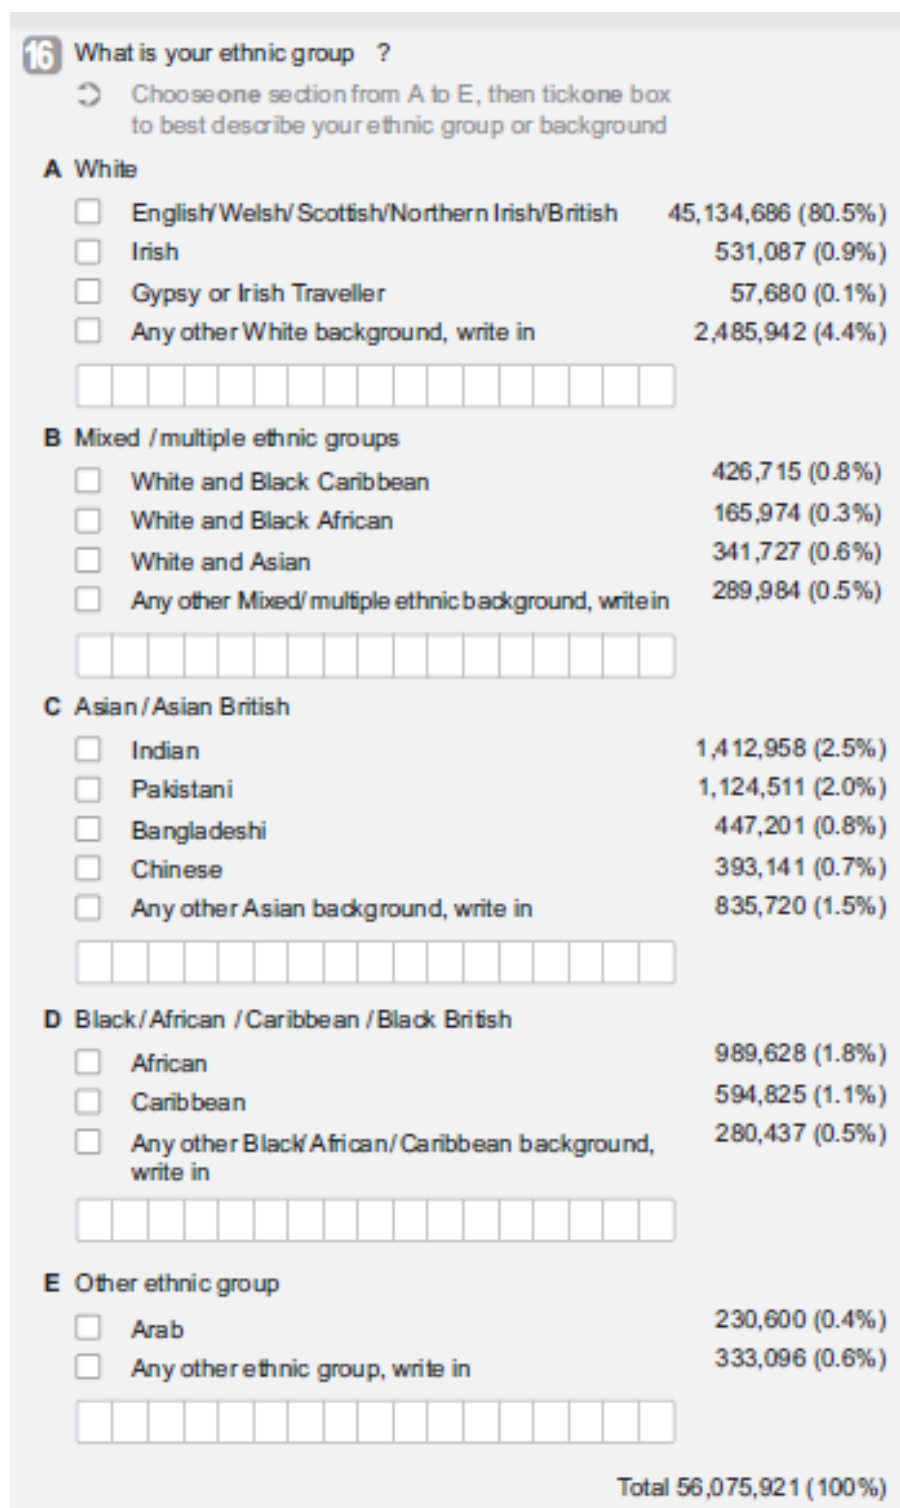 16 What is your ethnic group ?
Choose one section from A to E, then tick one box
to best describe your ethnic group or background
A White
English/Welsh/Scottish/Northern Irish/British 45,134,686 (80.5%)
Irish 531,087 (0.9%)
Gypsy or Irish Traveller 57,680 (0.1%)
Any other White background, write in 2,485,942 (4.4%)
B Mixed / multiple ethnic groups
White and Black Caribbean 426,715 (0.8%)
White and Black African 165,974 (0.3%)
White and Asian 341,727 (0.6%)
Any other Mixed/multiple ethnic background, write in 289,984 (0.5%)
C Asian / Asian British
Indian 1,412,958 (2.5%)
Pakistani 1,124,511 (2.0%)
Bangladeshi 447,201 (0.8%)
Chinese 393,141 (0.7%)
Any other Asian background, write in 835,720 (1.5%)
D Black / African / Caribbean / Black British
African 989,628 (1.8%)
Caribbean 594,825 (1.1%)
Any other Black/African/Caribbean background, 280,437 (0.5%)
write in
E Other ethnic group
Arab 230,600 (0.4%)
Any other ethnic group, write in 333,096 (0.6%)
Total 56,075,921 (100%)